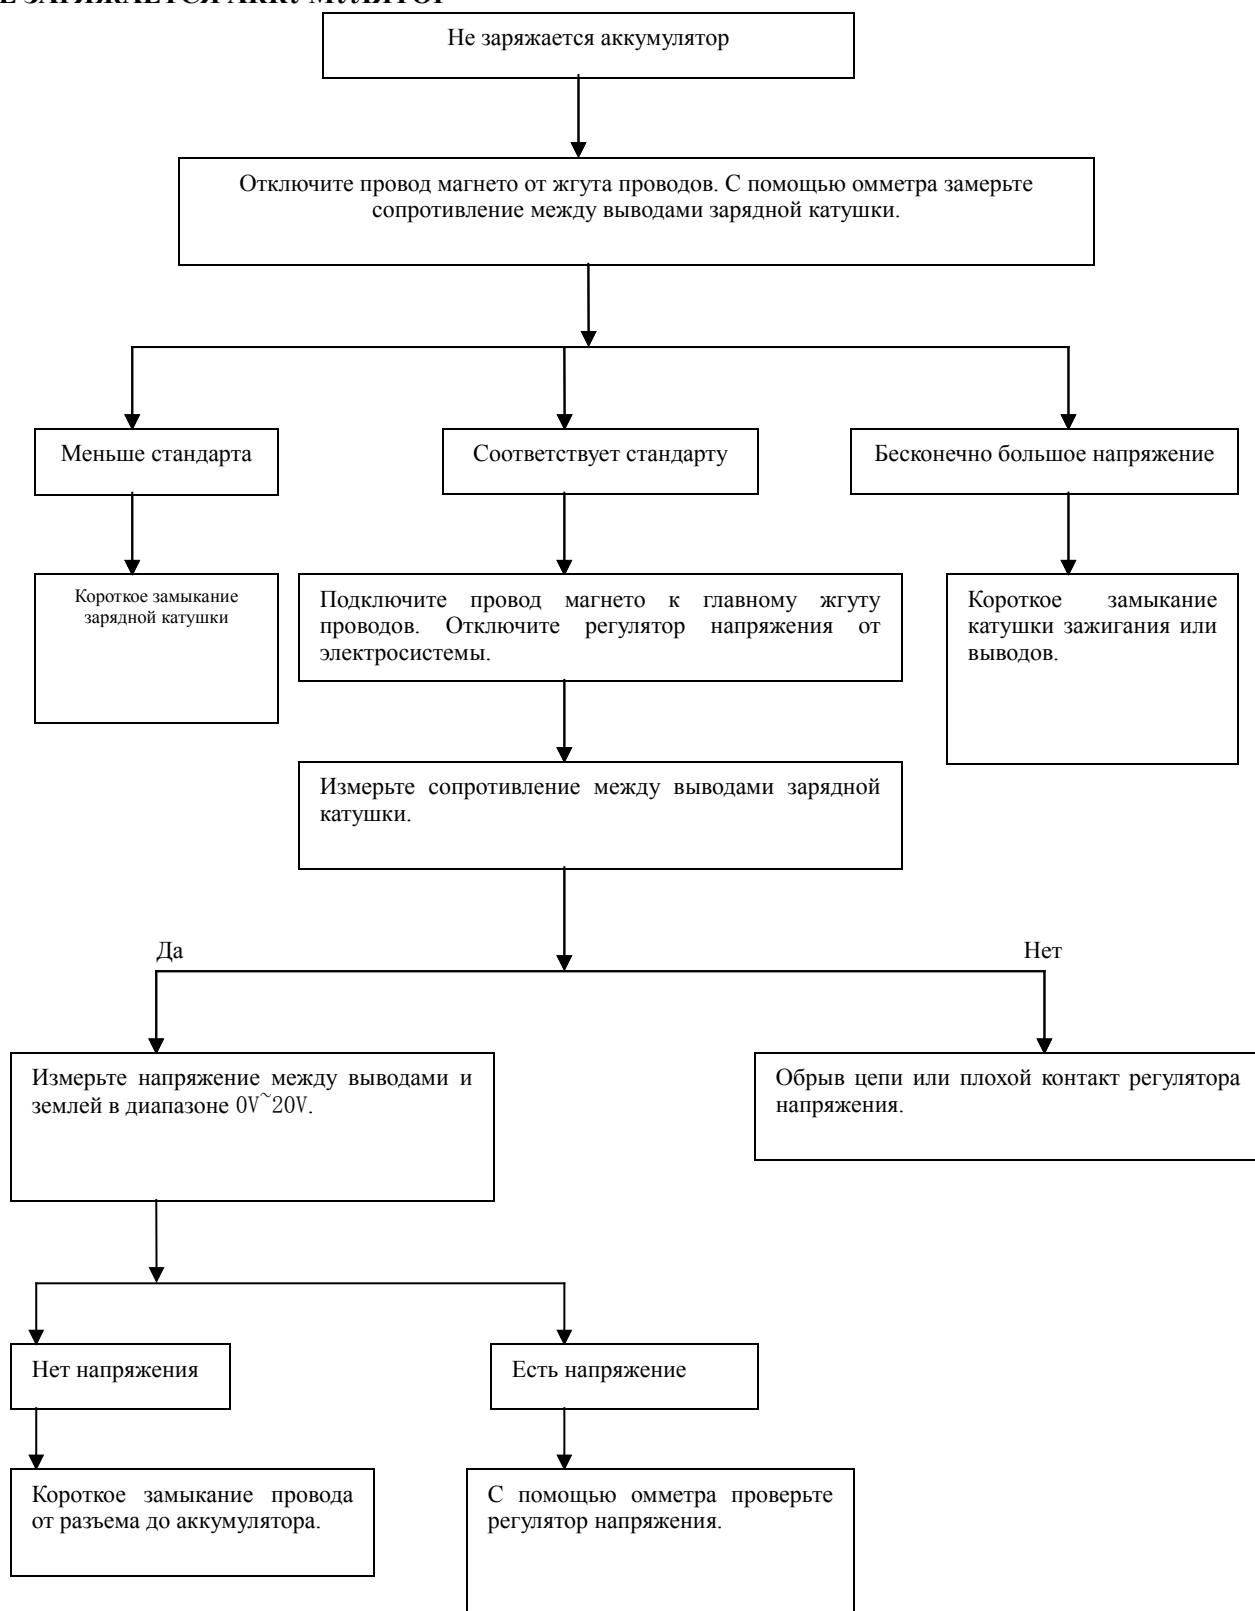 Е ЗАРЯЖАЕТСЯ АККУМУЛЯТОР
Не заряжается аккумулятор
Отключите провод магнето от жгута проводов. С помощью омметра замерьте
сопротивление между выводами зарядной катушки.
Меньше стандарта
Соответствует стандарту
Бесконечно большое напряжение
Короткое замыкание
зарядной катушки
Подключите провод магнето к главному жгуту
проводов. Отключите регулятор напряжения от
электросистемы.
Короткое замыкание
катушки зажигания или
выводов.
Измерьте сопротивление между выводами зарядной
катушки.
Да
Нет
Измерьте напряжение между выводами и
землей в диапазоне 0V~20V.
Обрыв цепи или плохой контакт регулятора
напряжения.
Нет напряжения
Есть напряжение
Короткое замыкание провода
от разъема до аккумулятора.
С помощью омметра проверьте
регулятор напряжения.